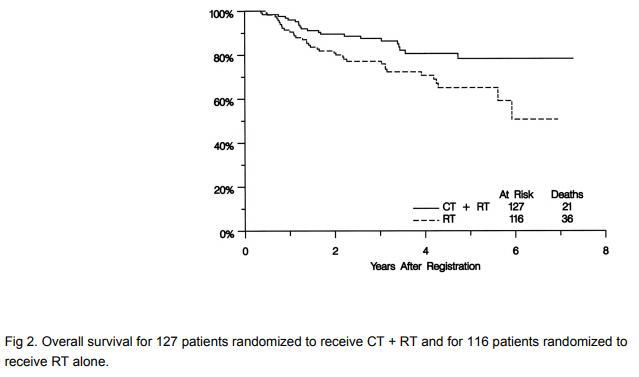 100%
80%
60%
40%
20%
0%
At Risk Deaths
CT + RT 127 21
RT 116 36
0 2 4 6 8
Years After Registration
Fig 2. Overall survival for 127 patients randomized to receive CT + RT and for 116 patients randomized to
receive RT alone.